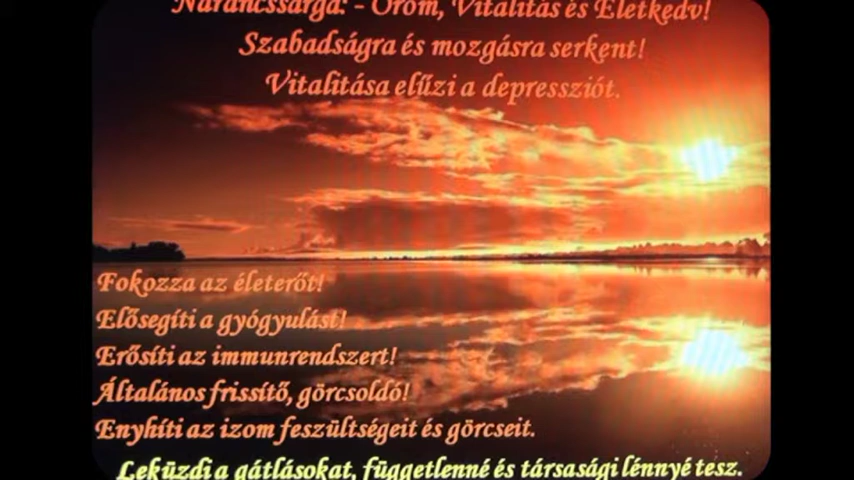 Narancssárga: - Öröm, Vitalitás és Életkedv!
Szabadságra és mozgásra serkent!
Vitalitása elűzi a depressziót.
Fokozza az életerőt!
Elősegíti a gyógyulást!
Erősíti az immunrendszert!
Általános frissítő, görcsoldó!
Enyhíti az izom feszültségeit és görcseit.
Leküzdi a gátlásokat, függetlenné és társasági lénnyé tesz.